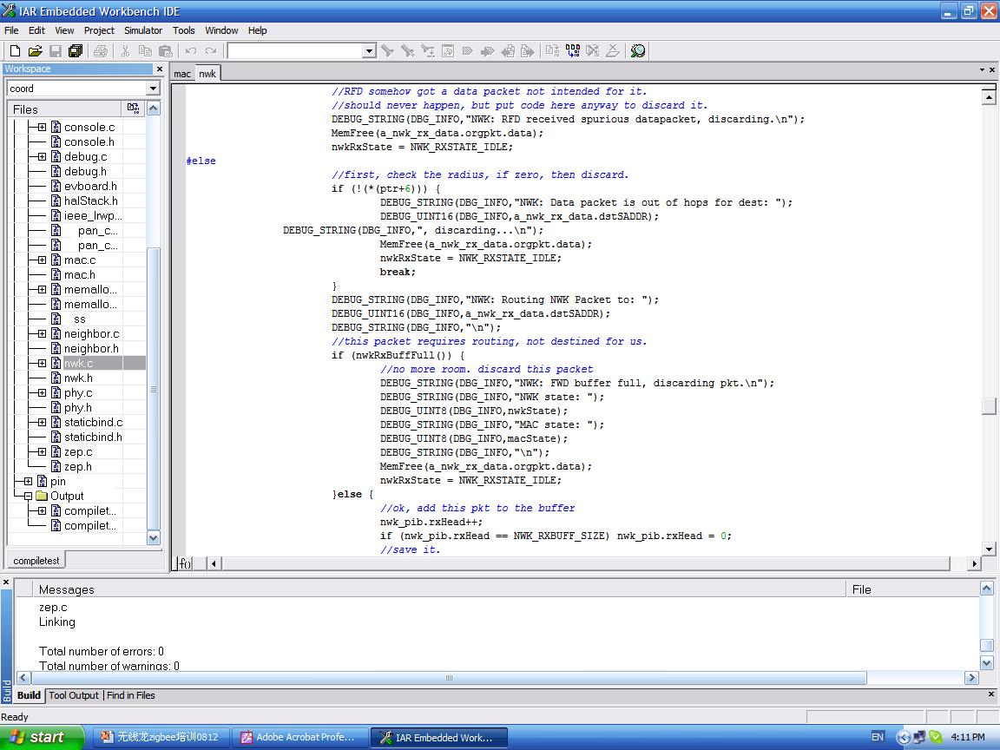 IAR Embedded Workbench IDE
File Edit View Project Simulator Tools Window Help
Workspace
coord
Files
console.c
console.h
debug.c
debug.h
evboard.h
halStack.h
ieee_lrwp...
pan_c...
pan_c...
mac.c
mac.h
memallo...
memallo...
ss
neighbor.c
neighbor.h
nwk.c
nwk.h
phy.c
phy.h
staticbind.c
staticbind.h
zep.c
zep.h
pin
Output
compilet...
compilet...
compiletest
mac nwk
//RFD somehow got a data packet not intended for it.
//should never happen, but put code here anyway to discard it.
DEBUG_STRING(DBG_INFO,"NWK: RFD received spurious datapacket, discarding.\n");
MemFree(a_nwk_rx_data.orgpkt.data);
nwkRxState = NWK_RXSTATE_IDLE;
#else
//first, check the radius, if zero, then discard.
if (!(*(ptr+6))) {
DEBUG_STRING(DBG_INFO,"NWK: Data packet is out of hops for dest: ");
DEBUG_UINT16(DBG_INFO,a_nwk_rx_data.dstSADDR);
DEBUG_STRING(DBG_INFO,", discarding...\n");
MemFree(a_nwk_rx_data.orgpkt.data);
nwkRxState = NWK_RXSTATE_IDLE;
break;
}
DEBUG_STRING(DBG_INFO,"NWK: Routing NWK Packet to: ");
DEBUG_UINT16(DBG_INFO,a_nwk_rx_data.dstSADDR);
DEBUG_STRING(DBG_INFO,"\n");
//this packet requires routing, not destined for us.
if (nwkRxBuffFull()) {
//no more room. discard this packet
DEBUG_STRING(DBG_INFO,"NWK: FWD buffer full, discarding pkt.\n");
DEBUG_STRING(DBG_INFO,"NWK state: ");
DEBUG_UINT8(DBG_INFO,nwkState);
DEBUG_STRING(DBG_INFO,"MAC state: ");
DEBUG_UINT8(DBG_INFO,macState);
DEBUG_STRING(DBG_INFO,"\n");
MemFree(a_nwk_rx_data.orgpkt.data);
nwkRxState = NWK_RXSTATE_IDLE;
}else {
//ok, add this pkt to the buffer
nwk_pib.rxHead++;
if (nwk_pib.rxHead == NWK_RXBUFF_SIZE) nwk_pib.rxHead = 0;
//save it.
f()
Messages File
zep.c
Linking
Total number of errors: 0
Total number of warnings: 0
Build
Build Tool Output Find in Files
Ready
start 无线龙zigbee培训0812 Adobe Acrobat Profe... IAR Embedded Work... EN 4:11 PM